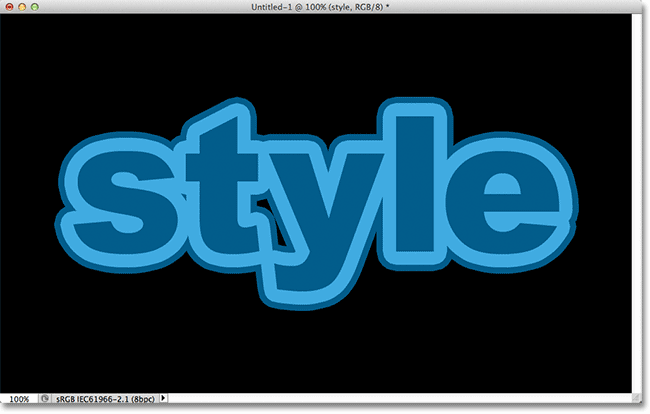 Untitled-1 @ 100% (style, RGB/8) *
style
100% sRGB IEC61966-2.1 (8bpc)